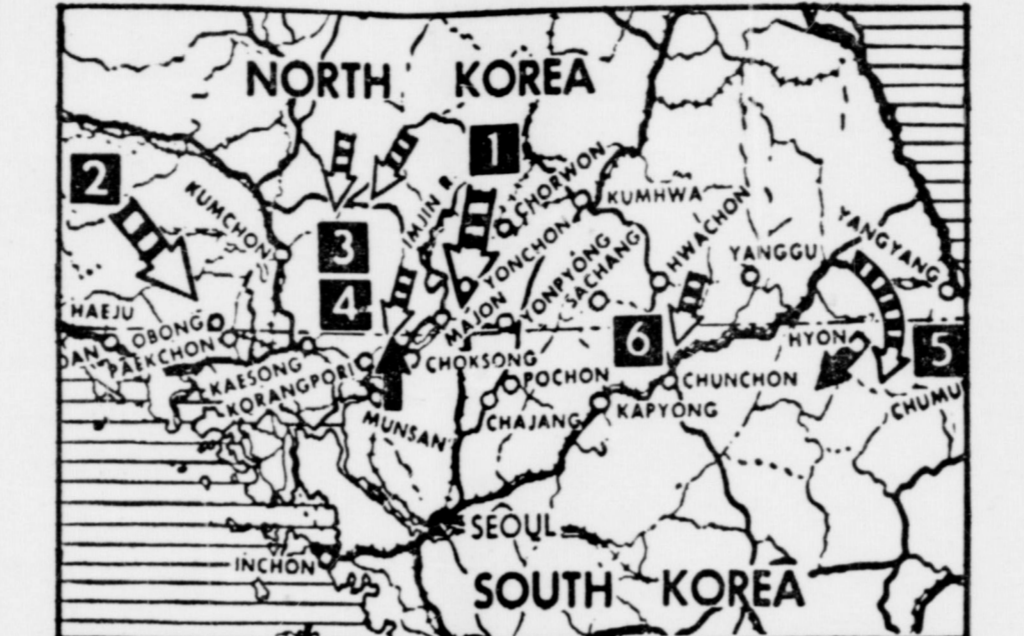 NORTH KOREA
1
2
KUMCHON
IMJIN R
CHORWON
KUMHWA
3
YONCHON
YONPYONG
SACHANG
HWACHON
YANGGU
YANGYANG
4
MAJON
HAEJU
OBONG
PAEKCHON
6
HYON
5
KAESONG
KORANGPORI
CHOKSONG
POCHON
CHUNCHON
CHUMU
MUNSAN
CHAJANG
KAPYONG
SEOUL
INCHON
SOUTH KOREA